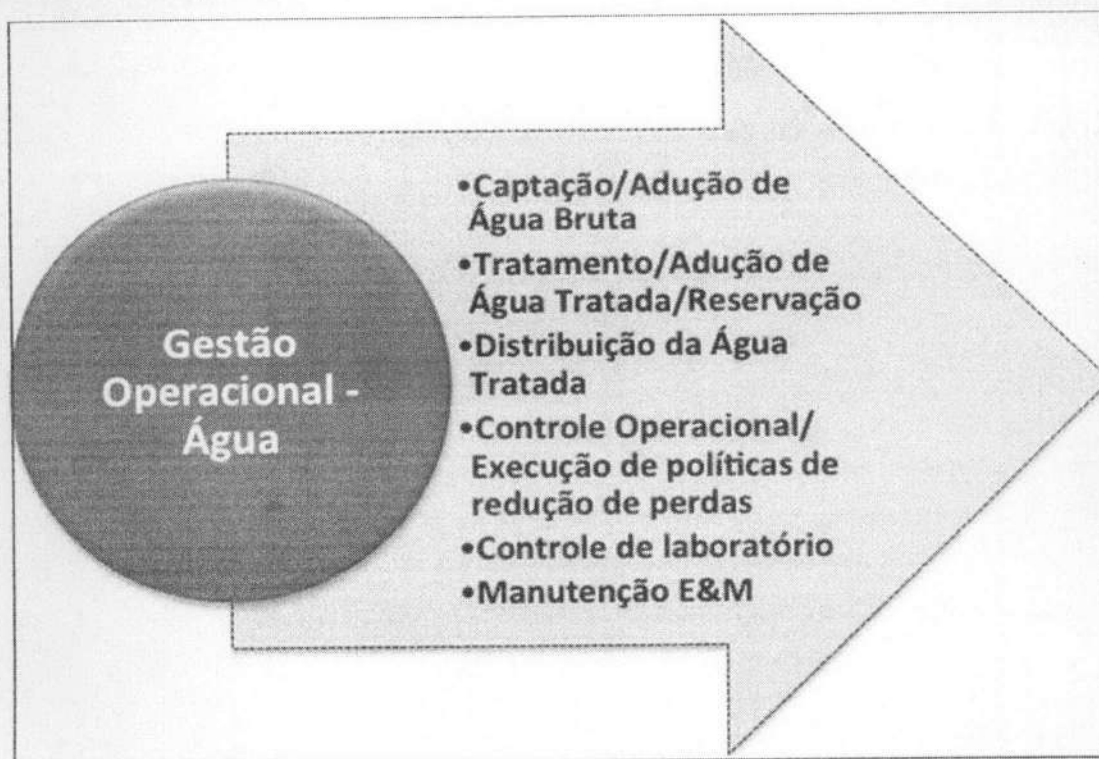 Gestão
Operacional -
Água
•Captação/Adução de
Água Bruta
•Tratamento/Adução de
Água Tratada/Reservação
•Distribuição da Água
Tratada
•Controle Operacional/
Execução de políticas de
redução de perdas
•Controle de laboratório
•Manutenção E&M